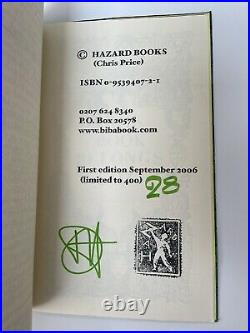 © HAZARD BOOKS
(Chris Price)
ISBN 0-9539407-2-1
0207 624 8340
P.O. Box 20578
www.bibabook.com
First edition September 2006
(limited to 400) 28
H